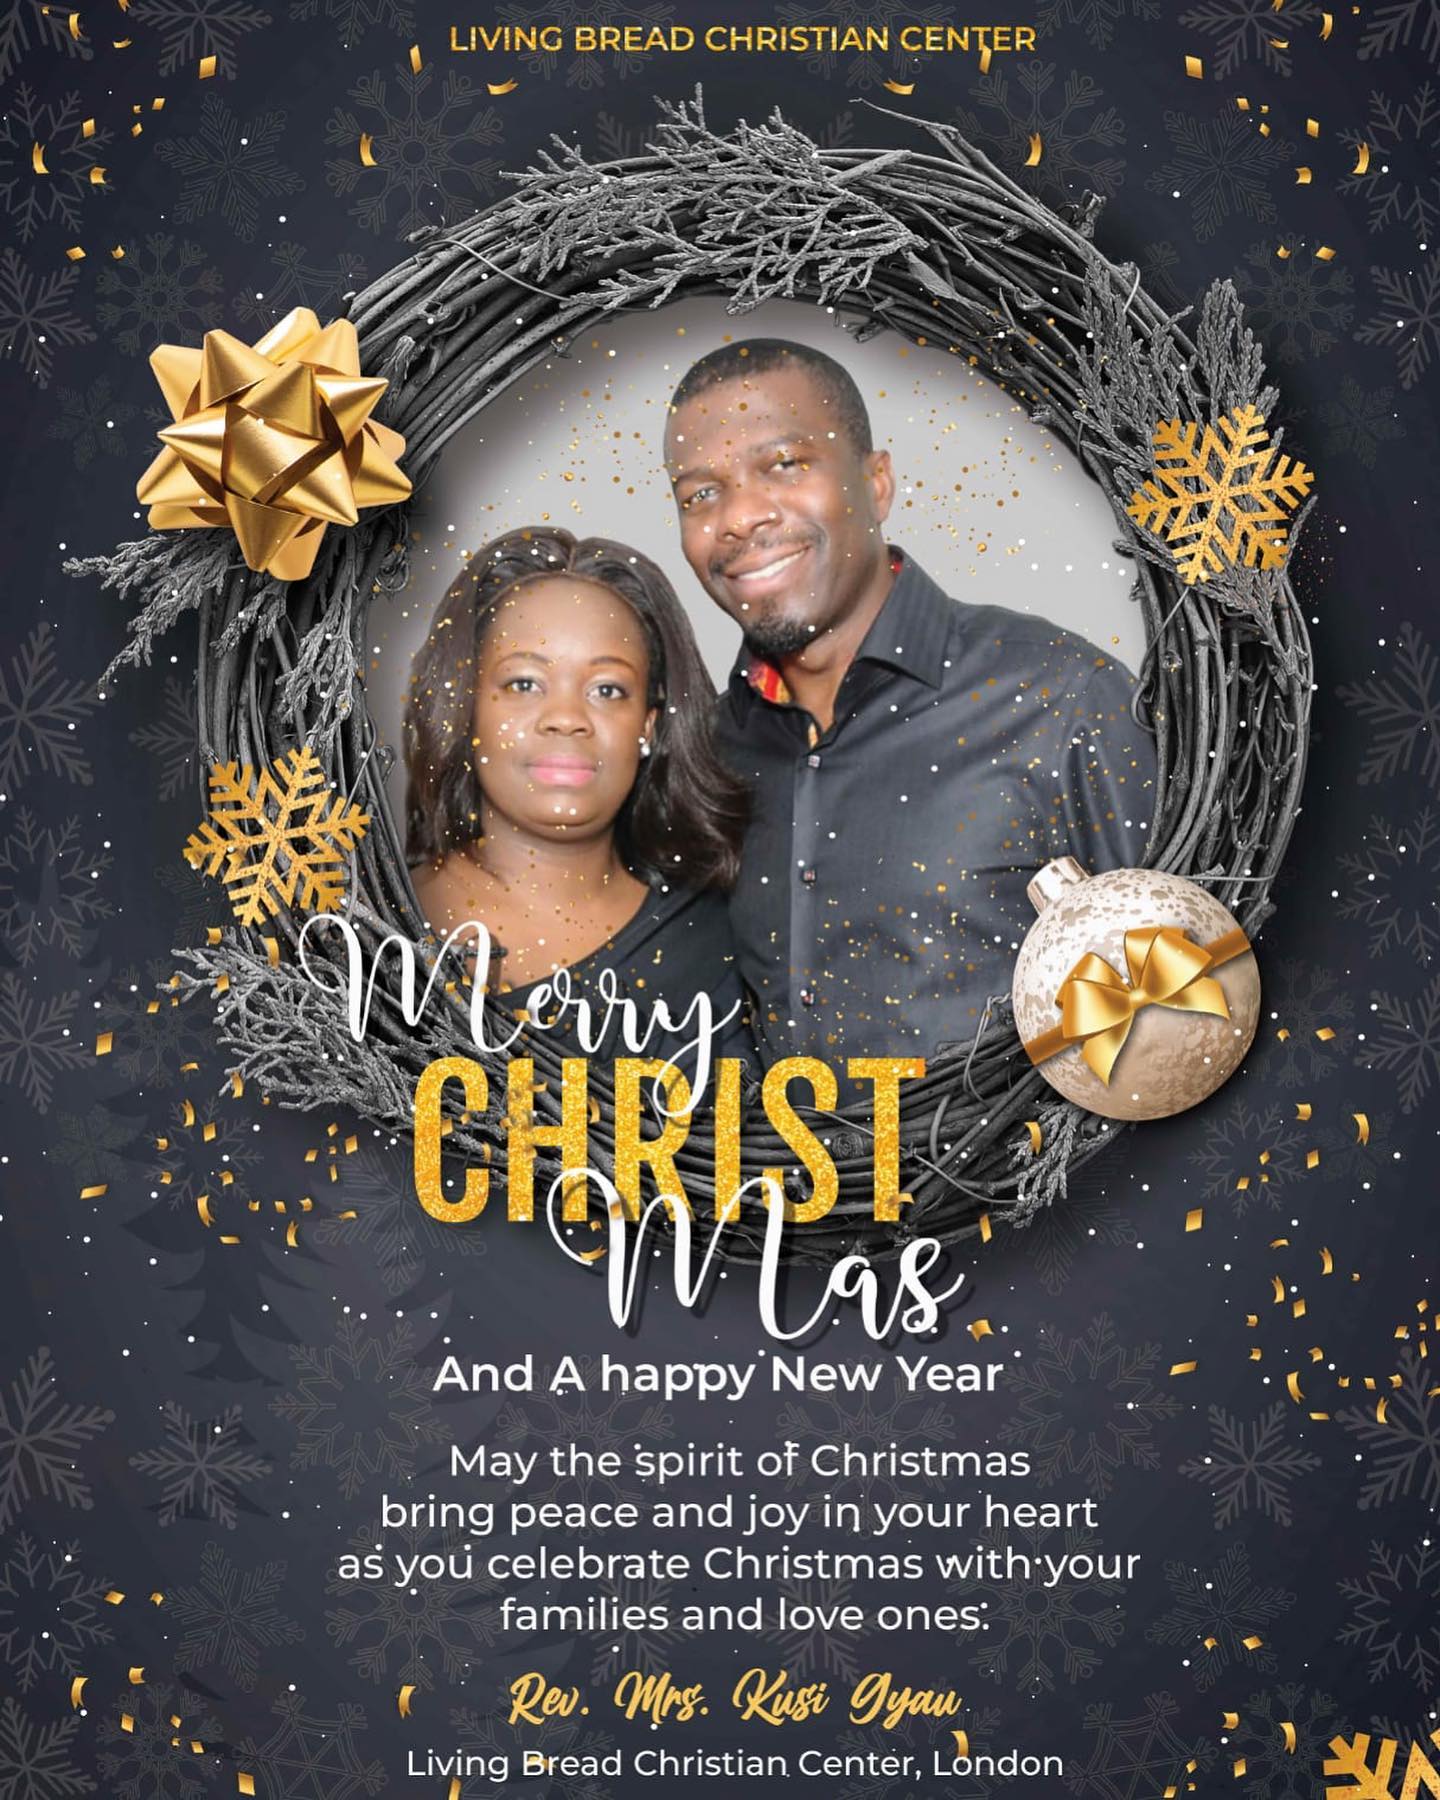 LIVING BREAD CHRISTIAN CENTER
Merry
CHRIST
Mas
And A happy New Year
May the spirit of Christmas
bring peace and joy in your heart
as you celebrate Christmas with your
families and love ones.
Rev. Mrs. Kusi Gyau
Living Bread Christian Center, London